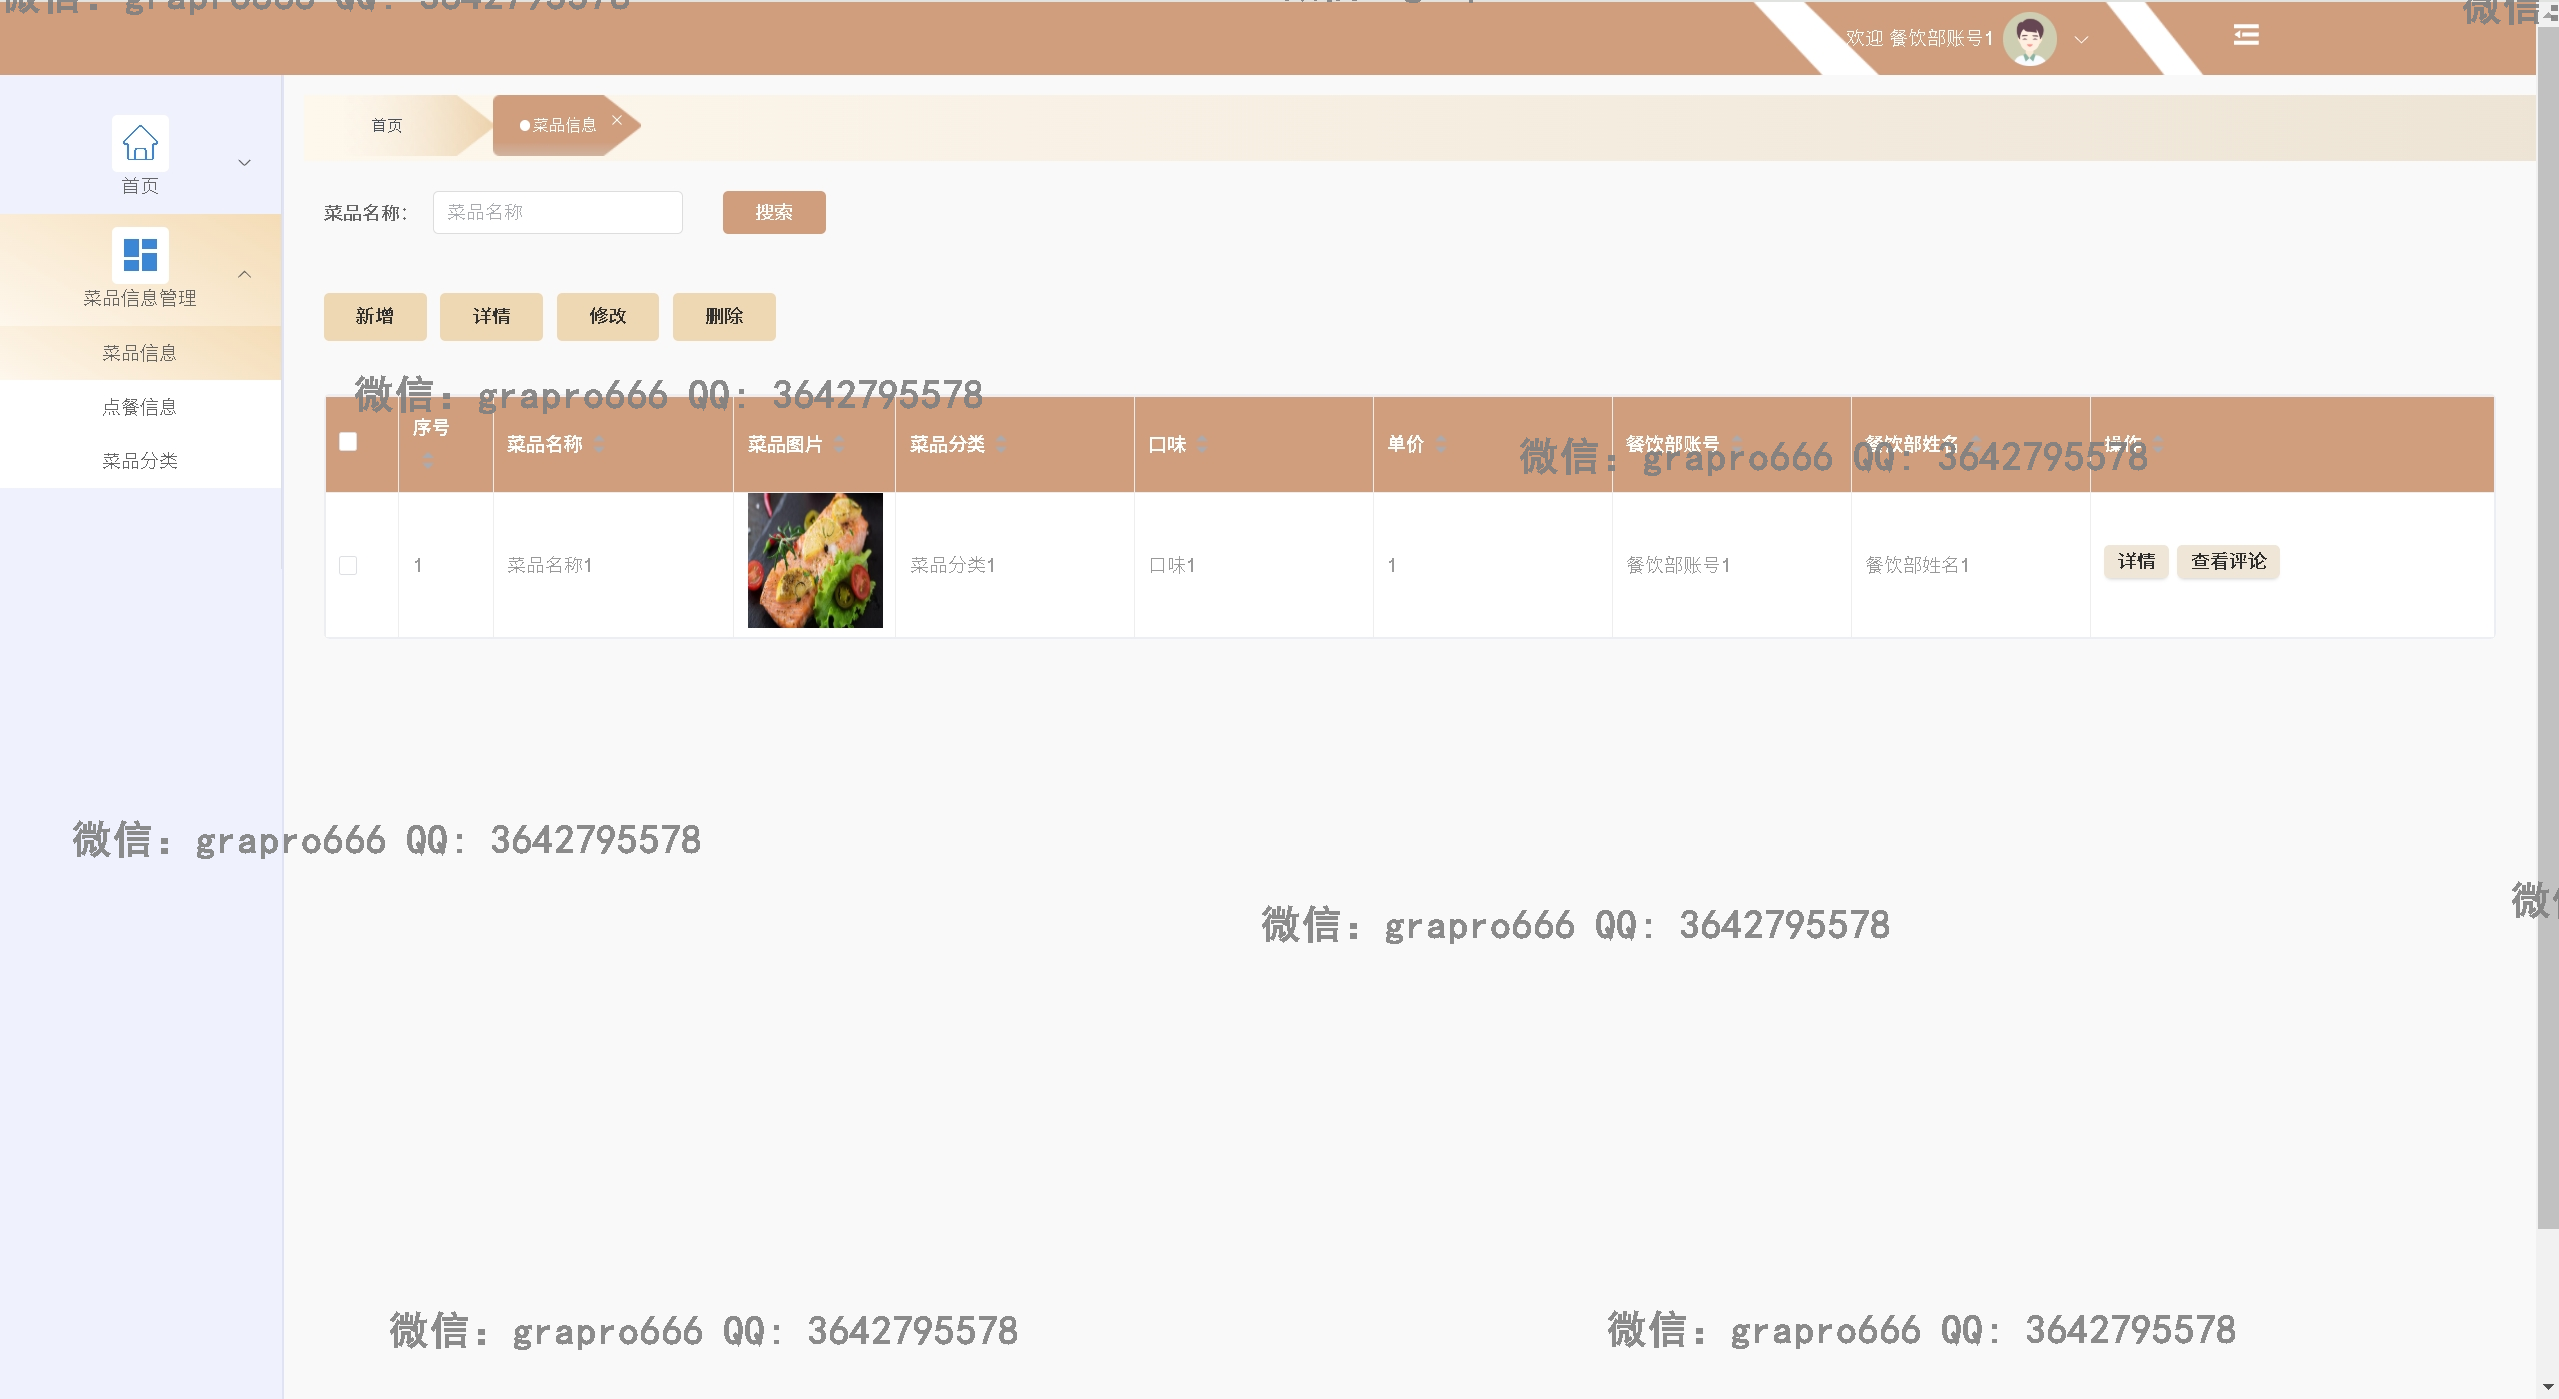 微信: grapro666 QQ: 3642795578
微信:
欢迎 餐饮部账号1
首页
菜品信息
首页
菜品信息管理
菜品信息
点餐信息
菜品分类
菜品名称: 菜品名称 搜索
新增 详情 修改 删除
微信: grapro666 QQ: 3642795578
序号 菜品名称 菜品图片 菜品分类 口味 单价 餐饮部账号 餐饮部姓名 操作
微信: grapro666 QQ: 3642795578
1 菜品名称1 菜品分类1 口味1 1 餐饮部账号1 餐饮部姓名1 详情 查看评论
微信: grapro666 QQ: 3642795578
微信: grapro666 QQ: 3642795578
微信: grapro666 QQ: 3642795578
微信: grapro666 QQ: 3642795578